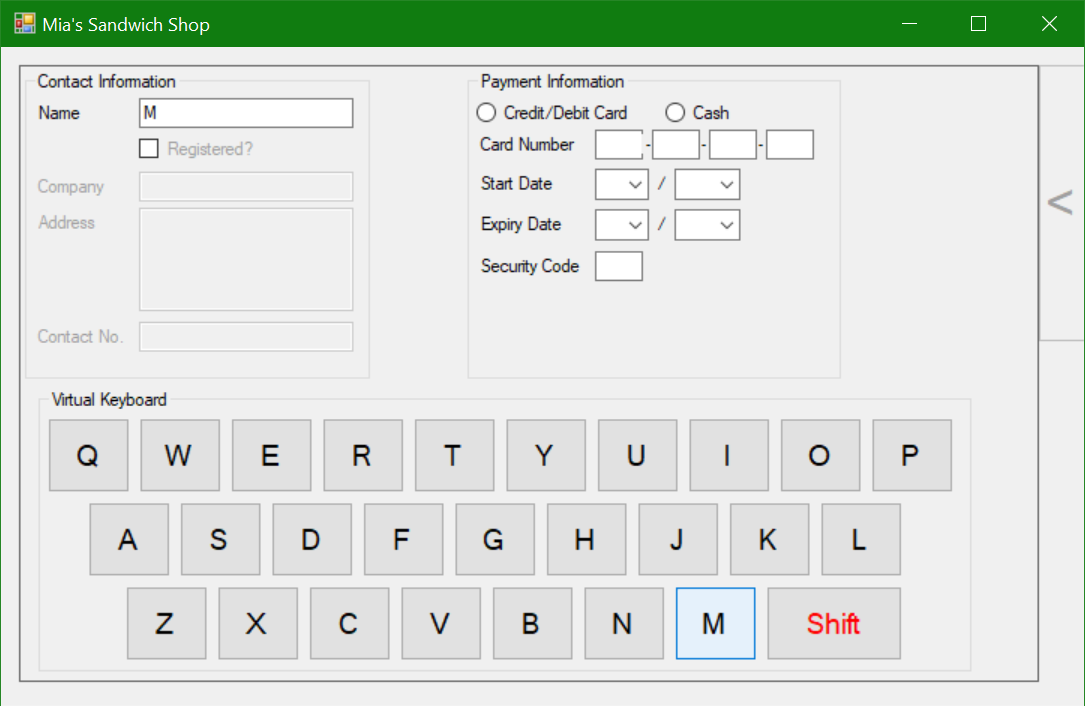 Mia's Sandwich Shop
Contact Information
Name M
Registered?
Company
Address
Contact No.
Payment Information
Credit/Debit Card Cash
Card Number - - -
Start Date /
Expiry Date /
Security Code
<
Virtual Keyboard
Q W E R T Y U I O P
A S D F G H J K L
Z X C V B N M Shift